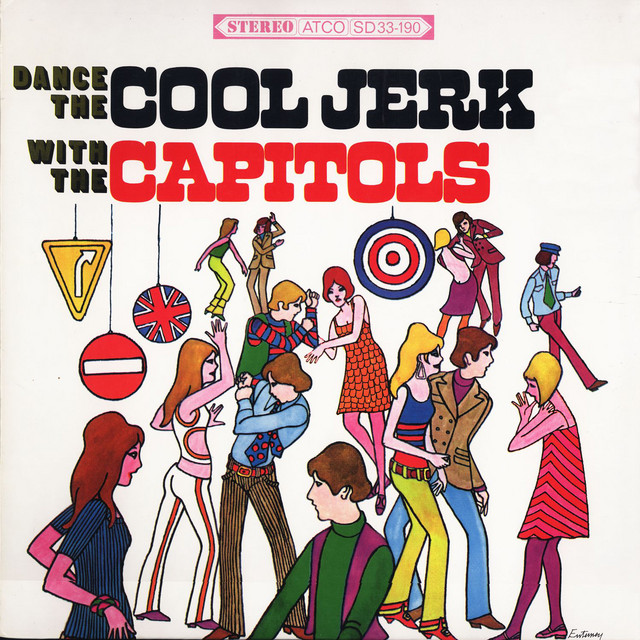 STEREO ATCO SD 33-190
DANCE THE COOL JERK
WITH THE CAPITOLS